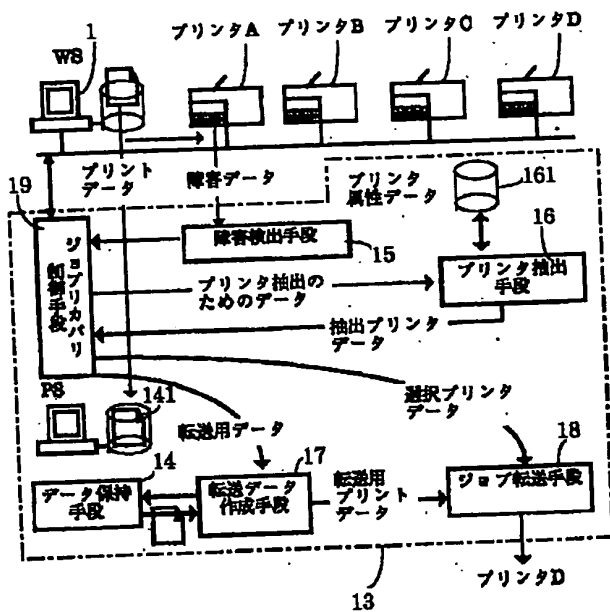 WS
1
プリンタA
プリンタB
プリンタC
プリンタD
19
プリント
データ
障害データ
プリンタ
属性データ
161
障害検出手段
15
16
プリンタ抽出
手段
ジョブリカバリ
制御手段
プリンタ抽出の
ためのデータ
抽出プリンタ
データ
PS
141
選択プリンタ
データ
転送用データ
14
17
18
データ保持
手段
転送データ
作成手段
転送用
プリント
データ
ジョブ転送手段
13
プリンタD